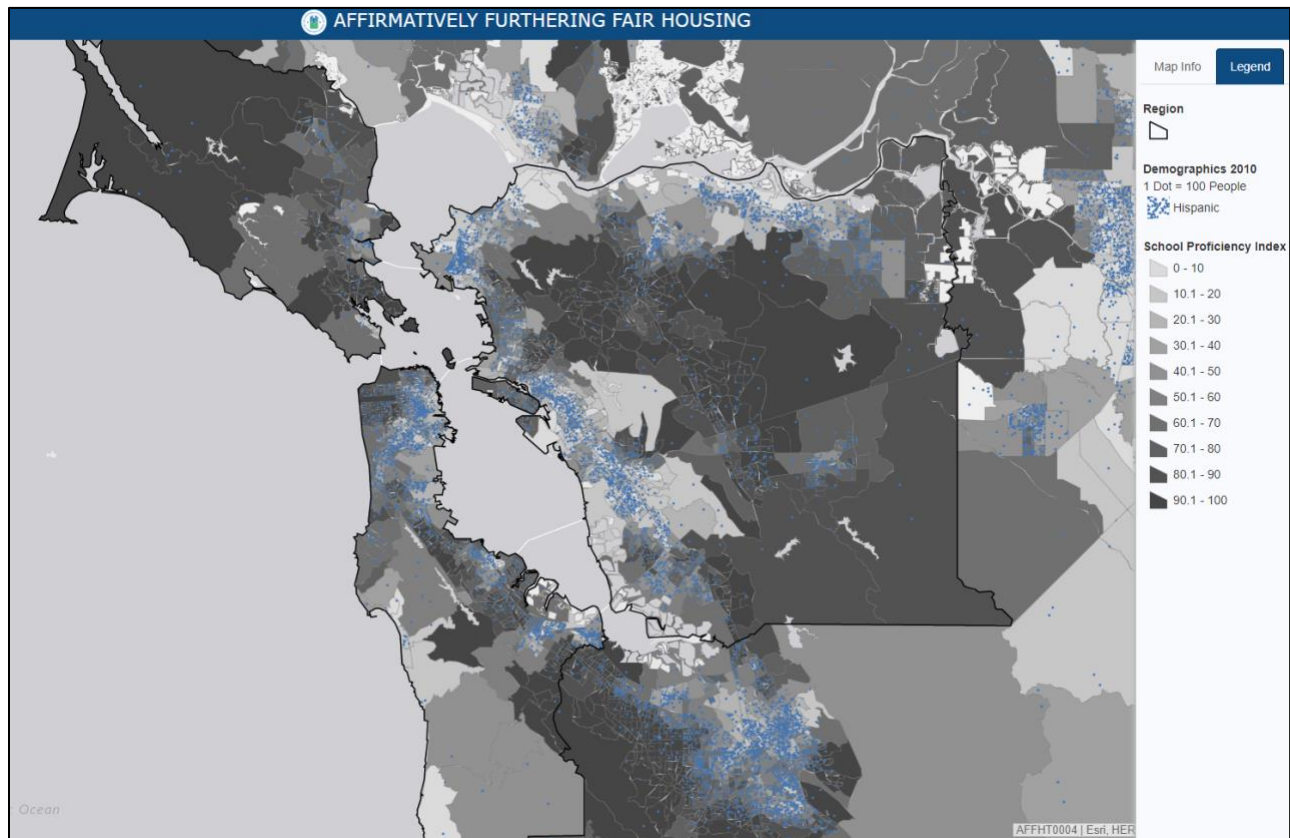 AFFIRMATIVELY FURTHERING FAIR HOUSING
Map Info
Legend
Region
Demographics 2010
1 Dot = 100 People
Hispanic
School Proficiency Index
0 - 10
10.1 - 20
20.1 - 30
30.1 - 40
40.1 - 50
50.1 - 60
60.1 - 70
70.1 - 80
80.1 - 90
90.1 - 100
Ocean
AFFHT0004 | Esri, HER